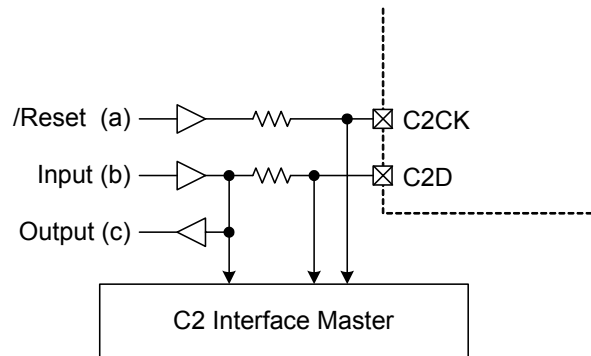 /Reset (a)
C2CK
Input (b)
C2D
Output (c)
C2 Interface Master